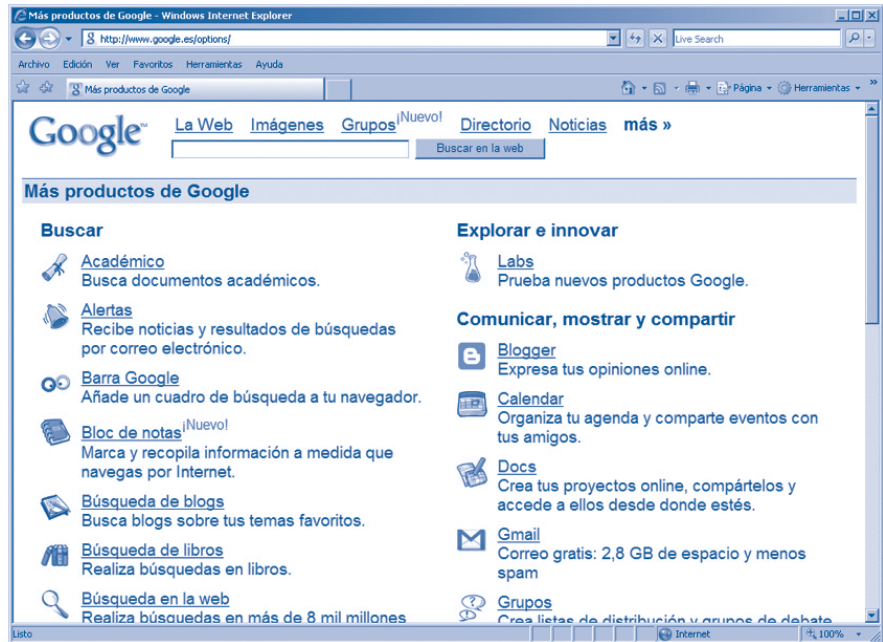 Más productos de Google - Windows Internet Explorer
http://www.google.es/options/
Live Search
Archivo Edición Ver Favoritos Herramientas Ayuda
Más productos de Google
Página Herramientas
Google™ La Web Imágenes Grupos ¡Nuevo! Directorio Noticias más »
Buscar en la web
Más productos de Google
Buscar
Académico
Busca documentos académicos.
Alertas
Recibe noticias y resultados de búsquedas
por correo electrónico.
Barra Google
Añade un cuadro de búsqueda a tu navegador.
Bloc de notas ¡Nuevo!
Marca y recopila información a medida que
navegas por Internet.
Búsqueda de blogs
Busca blogs sobre tus temas favoritos.
Búsqueda de libros
Realiza búsquedas en libros.
Búsqueda en la web
Realiza búsquedas en más de 8 mil millones
Explorar e innovar
Labs
Prueba nuevos productos Google.
Comunicar, mostrar y compartir
Blogger
Expresa tus opiniones online.
Calendar
Organiza tu agenda y comparte eventos con
tus amigos.
Docs
Crea tus proyectos online, compártelos y
accede a ellos desde donde estés.
Gmail
Correo gratis: 2,8 GB de espacio y menos
spam
Grupos
Crea listas de distribución y grupos de debate
Listo
Internet
100%